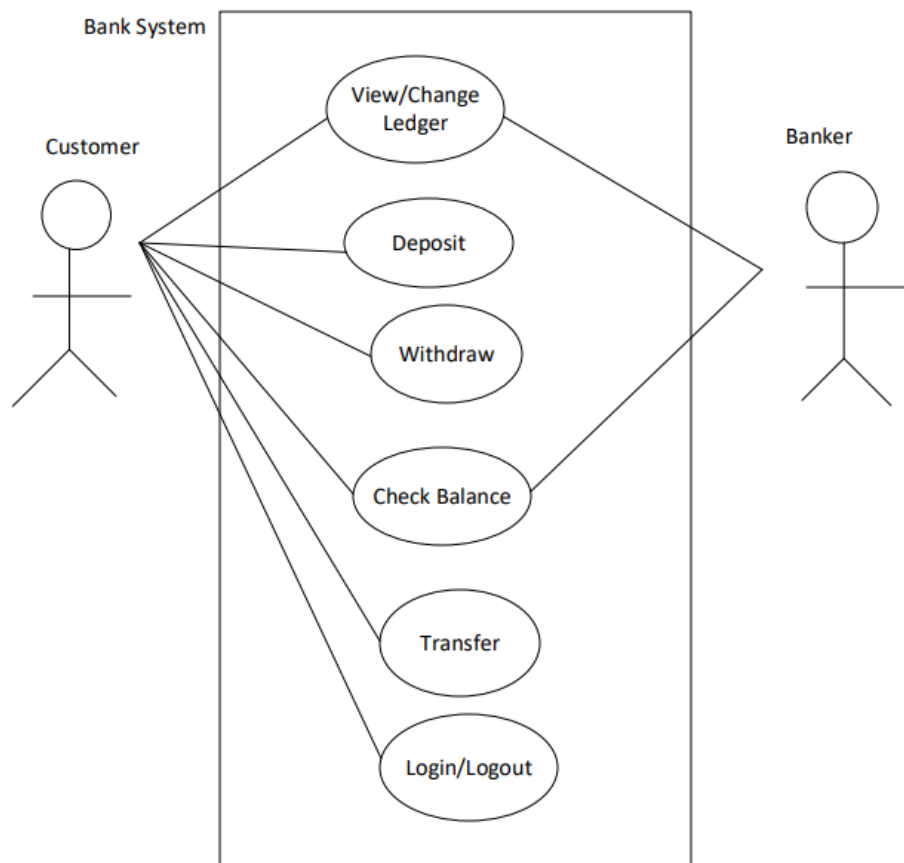 Bank System
View/Change
Ledger
Customer
Banker
Deposit
Withdraw
Check Balance
Transfer
Login/Logout